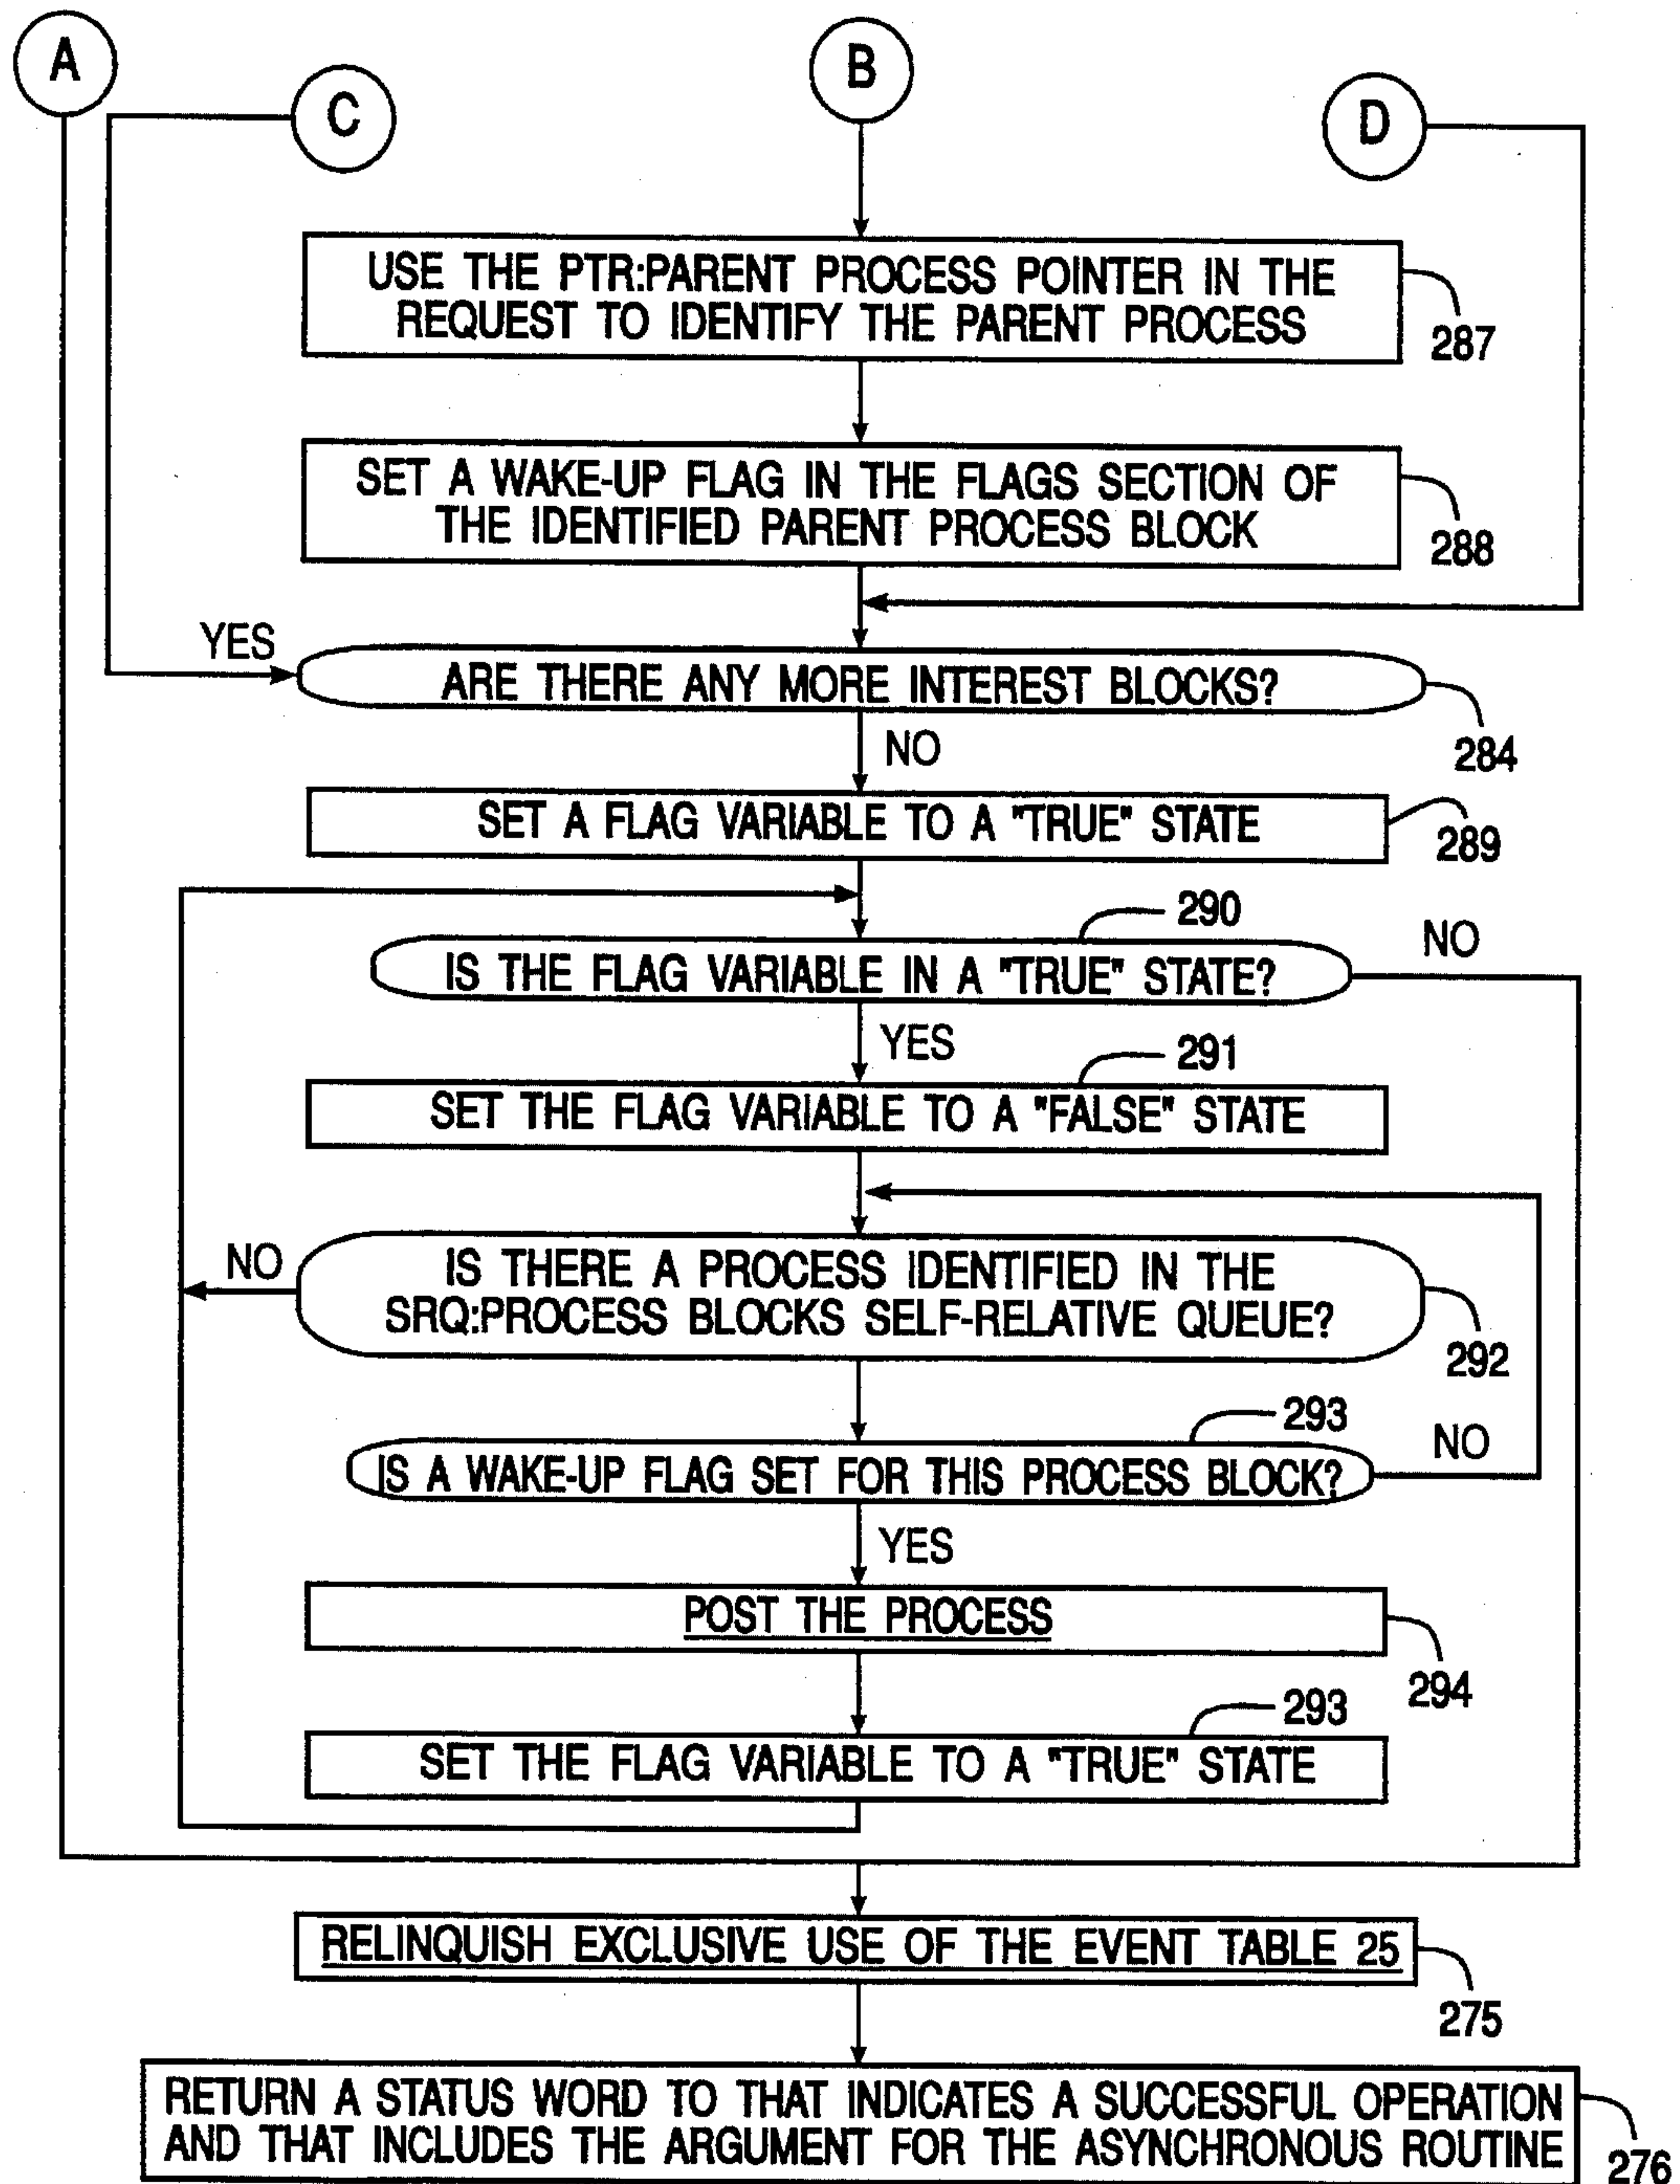 A
B
C
D
USE THE PTR:PARENT PROCESS POINTER IN THE
REQUEST TO IDENTIFY THE PARENT PROCESS
287
SET A WAKE-UP FLAG IN THE FLAGS SECTION OF
THE IDENTIFIED PARENT PROCESS BLOCK
288
YES
ARE THERE ANY MORE INTEREST BLOCKS?
284
NO
SET A FLAG VARIABLE TO A "TRUE" STATE
289
290
NO
IS THE FLAG VARIABLE IN A "TRUE" STATE?
YES
291
SET THE FLAG VARIABLE TO A "FALSE" STATE
NO
IS THERE A PROCESS IDENTIFIED IN THE
SRQ:PROCESS BLOCKS SELF-RELATIVE QUEUE?
292
293
NO
IS A WAKE-UP FLAG SET FOR THIS PROCESS BLOCK?
YES
POST THE PROCESS
294
293
SET THE FLAG VARIABLE TO A "TRUE" STATE
RELINQUISH EXCLUSIVE USE OF THE EVENT TABLE 25
275
RETURN A STATUS WORD TO THAT INDICATES A SUCCESSFUL OPERATION
AND THAT INCLUDES THE ARGUMENT FOR THE ASYNCHRONOUS ROUTINE
276